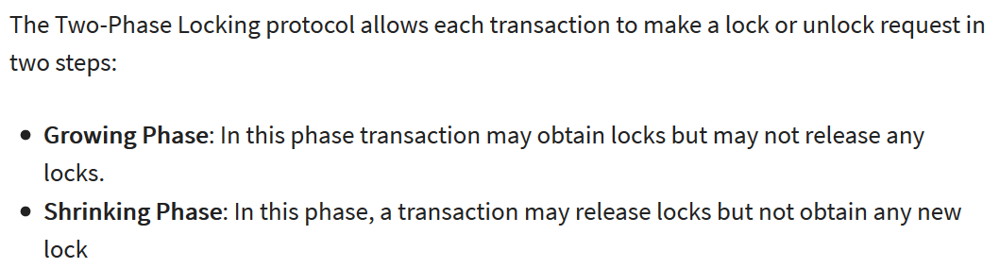 The Two-Phase Locking protocol allows each transaction to make a lock or unlock request in
two steps:
• Growing Phase: In this phase transaction may obtain locks but may not release any
locks.
• Shrinking Phase: In this phase, a transaction may release locks but not obtain any new
lock